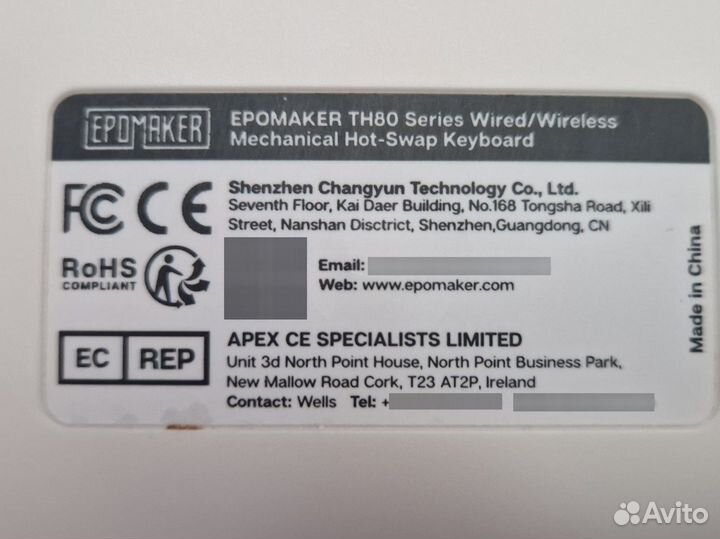 EPOMAKER
EPOMAKER TH80 Series Wired/Wireless
Mechanical Hot-Swap Keyboard
FC CE
Shenzhen Changyun Technology Co., Ltd.
Seventh Floor, Kai Daer Building, No.168 Tongsha Road, Xili
Street, Nanshan Disctrict, Shenzhen,Guangdong, CN
RoHS
COMPLIANT
Email:
Web: www.epomaker.com
Made in China
EC REP
APEX CE SPECIALISTS LIMITED
Unit 3d North Point House, North Point Business Park,
New Mallow Road Cork, T23 AT2P, Ireland
Contact: Wells Tel: +
Avito